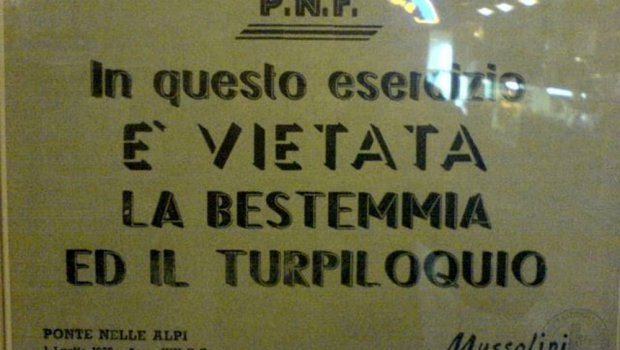 P.N.F.
In questo esercizio
E' VIETATA
LA BESTEMMIA
ED IL TURPILOQUIO
PONTE NELLE ALPI
Mussolini